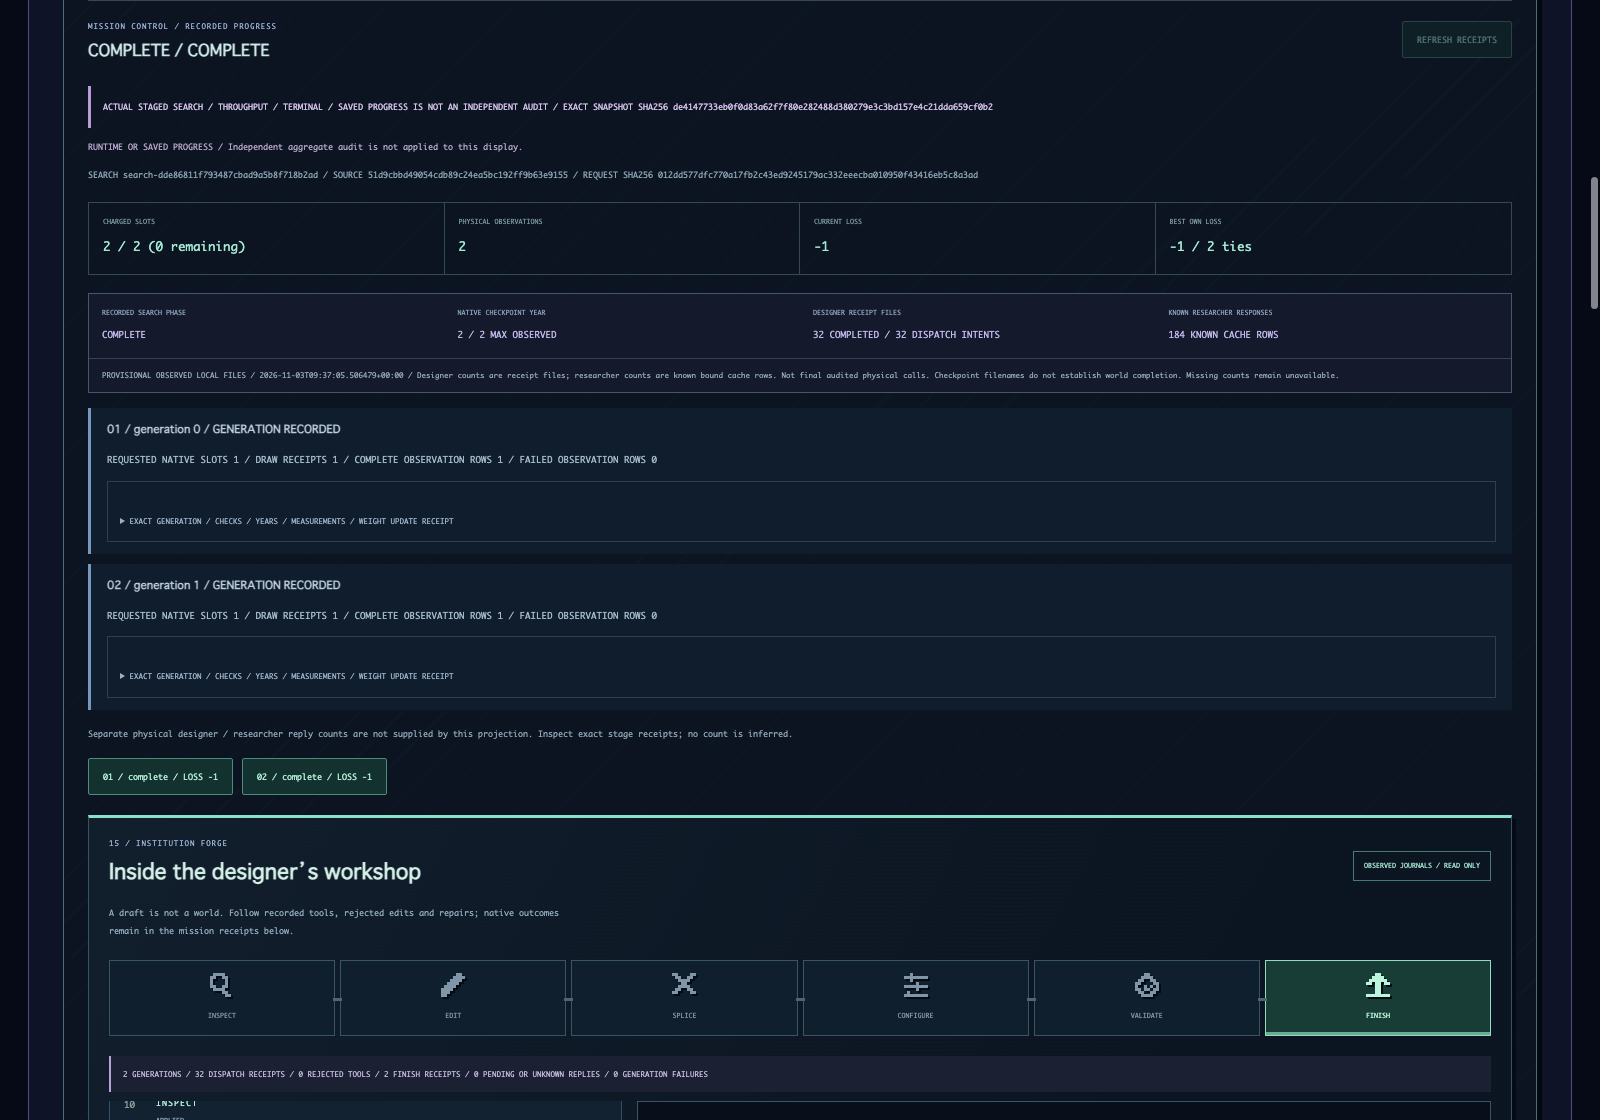 MISSION CONTROL / RECORDED PROGRESS
COMPLETE / COMPLETE
REFRESH RECEIPTS
ACTUAL STAGED SEARCH / THROUGHPUT / TERMINAL / SAVED PROGRESS IS NOT AN INDEPENDENT AUDIT / EXACT SNAPSHOT SHA256 de4147733eb0f0d83a62f7f80e282488d380279e3c3bd157e4c21dda659cf0b2
RUNTIME OR SAVED PROGRESS / Independent aggregate audit is not applied to this display.
SEARCH search-dde86811f793487cbad9a5b8f718b2ad / SOURCE 51d9cbbd49054cdb89c24ea5bc192ff9b63e9155 / REQUEST SHA256 012dd577dfc770a17fb2c43ed9245179ac332eeecba010950f43416eb5c8a3ad
CHARGED SLOTS
2 / 2 (0 remaining)
PHYSICAL OBSERVATIONS
2
CURRENT LOSS
-1
BEST OWN LOSS
-1 / 2 ties
RECORDED SEARCH PHASE
COMPLETE
NATIVE CHECKPOINT YEAR
2 / 2 MAX OBSERVED
DESIGNER RECEIPT FILES
32 COMPLETED / 32 DISPATCH INTENTS
KNOWN RESEARCHER RESPONSES
184 KNOWN CACHE ROWS
PROVISIONAL OBSERVED LOCAL FILES / 2026-11-03T09:37:05.506479+00:00 / Designer counts are receipt files; researcher counts are known bound cache rows. Not final audited physical calls. Checkpoint filenames do not establish world completion. Missing counts remain unavailable.
01 / generation 0 / GENERATION RECORDED
REQUESTED NATIVE SLOTS 1 / DRAW RECEIPTS 1 / COMPLETE OBSERVATION ROWS 1 / FAILED OBSERVATION ROWS 0
EXACT GENERATION / CHECKS / YEARS / MEASUREMENTS / WEIGHT UPDATE RECEIPT
02 / generation 1 / GENERATION RECORDED
REQUESTED NATIVE SLOTS 1 / DRAW RECEIPTS 1 / COMPLETE OBSERVATION ROWS 1 / FAILED OBSERVATION ROWS 0
EXACT GENERATION / CHECKS / YEARS / MEASUREMENTS / WEIGHT UPDATE RECEIPT
Separate physical designer / researcher reply counts are not supplied by this projection. Inspect exact stage receipts; no count is inferred.
01 / complete / LOSS -1
02 / complete / LOSS -1
15 / INSTITUTION FORGE
Inside the designer’s workshop
OBSERVED JOURNALS / READ ONLY
A draft is not a world. Follow recorded tools, rejected edits and repairs; native outcomes
remain in the mission receipts below.
INSPECT
EDIT
SPLICE
CONFIGURE
VALIDATE
FINISH
2 GENERATIONS / 32 DISPATCH RECEIPTS / 0 REJECTED TOOLS / 2 FINISH RECEIPTS / 0 PENDING OR UNKNOWN REPLIES / 0 GENERATION FAILURES
10 INSPECT